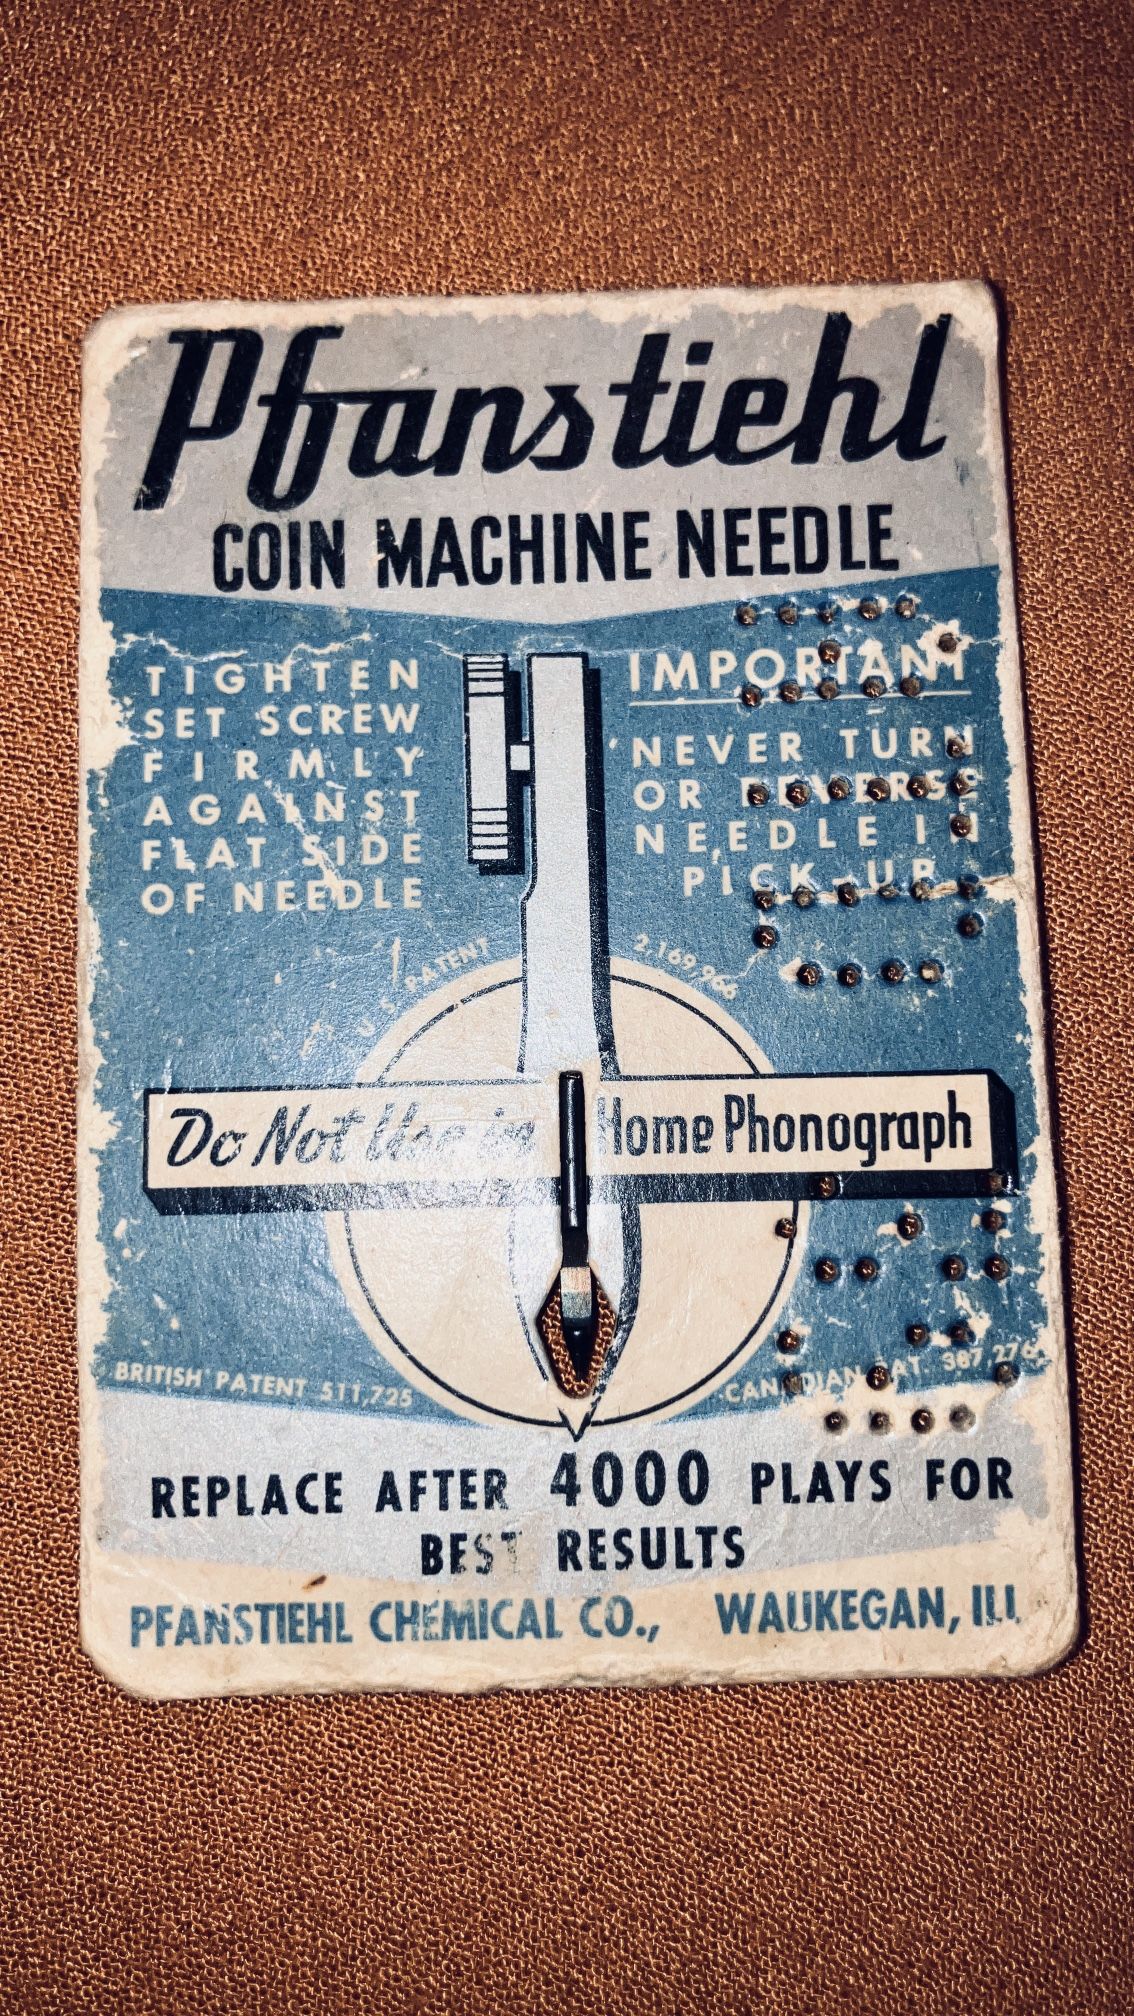 Pfanstiehl
COIN MACHINE NEEDLE
TIGHTEN
SET SCREW
FIRMLY
AGAINST
FLAT SIDE
OF NEEDLE
IMPORTANT
NEVER TURN
OR REVERSE
NEEDLE IN
PICK-UP
U.S. PATENT 2,169,966
Do Not Use in Home Phonograph
BRITISH PATENT 511,725
CANADIAN PAT. 387,276
REPLACE AFTER 4000 PLAYS FOR
BEST RESULTS
PFANSTIEHL CHEMICAL CO., WAUKEGAN, ILL.